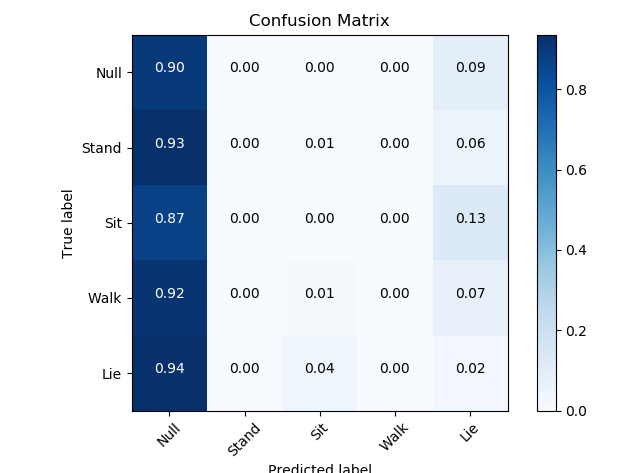 Confusion Matrix
Null 0.90 0.00 0.00 0.00 0.09
Stand 0.93 0.00 0.01 0.00 0.06
Sit 0.87 0.00 0.00 0.00 0.13
Walk 0.92 0.00 0.01 0.00 0.07
Lie 0.94 0.00 0.04 0.00 0.02
True label
Null Stand Sit Walk Lie
Predicted label
0.8
0.6
0.4
0.2
0.0